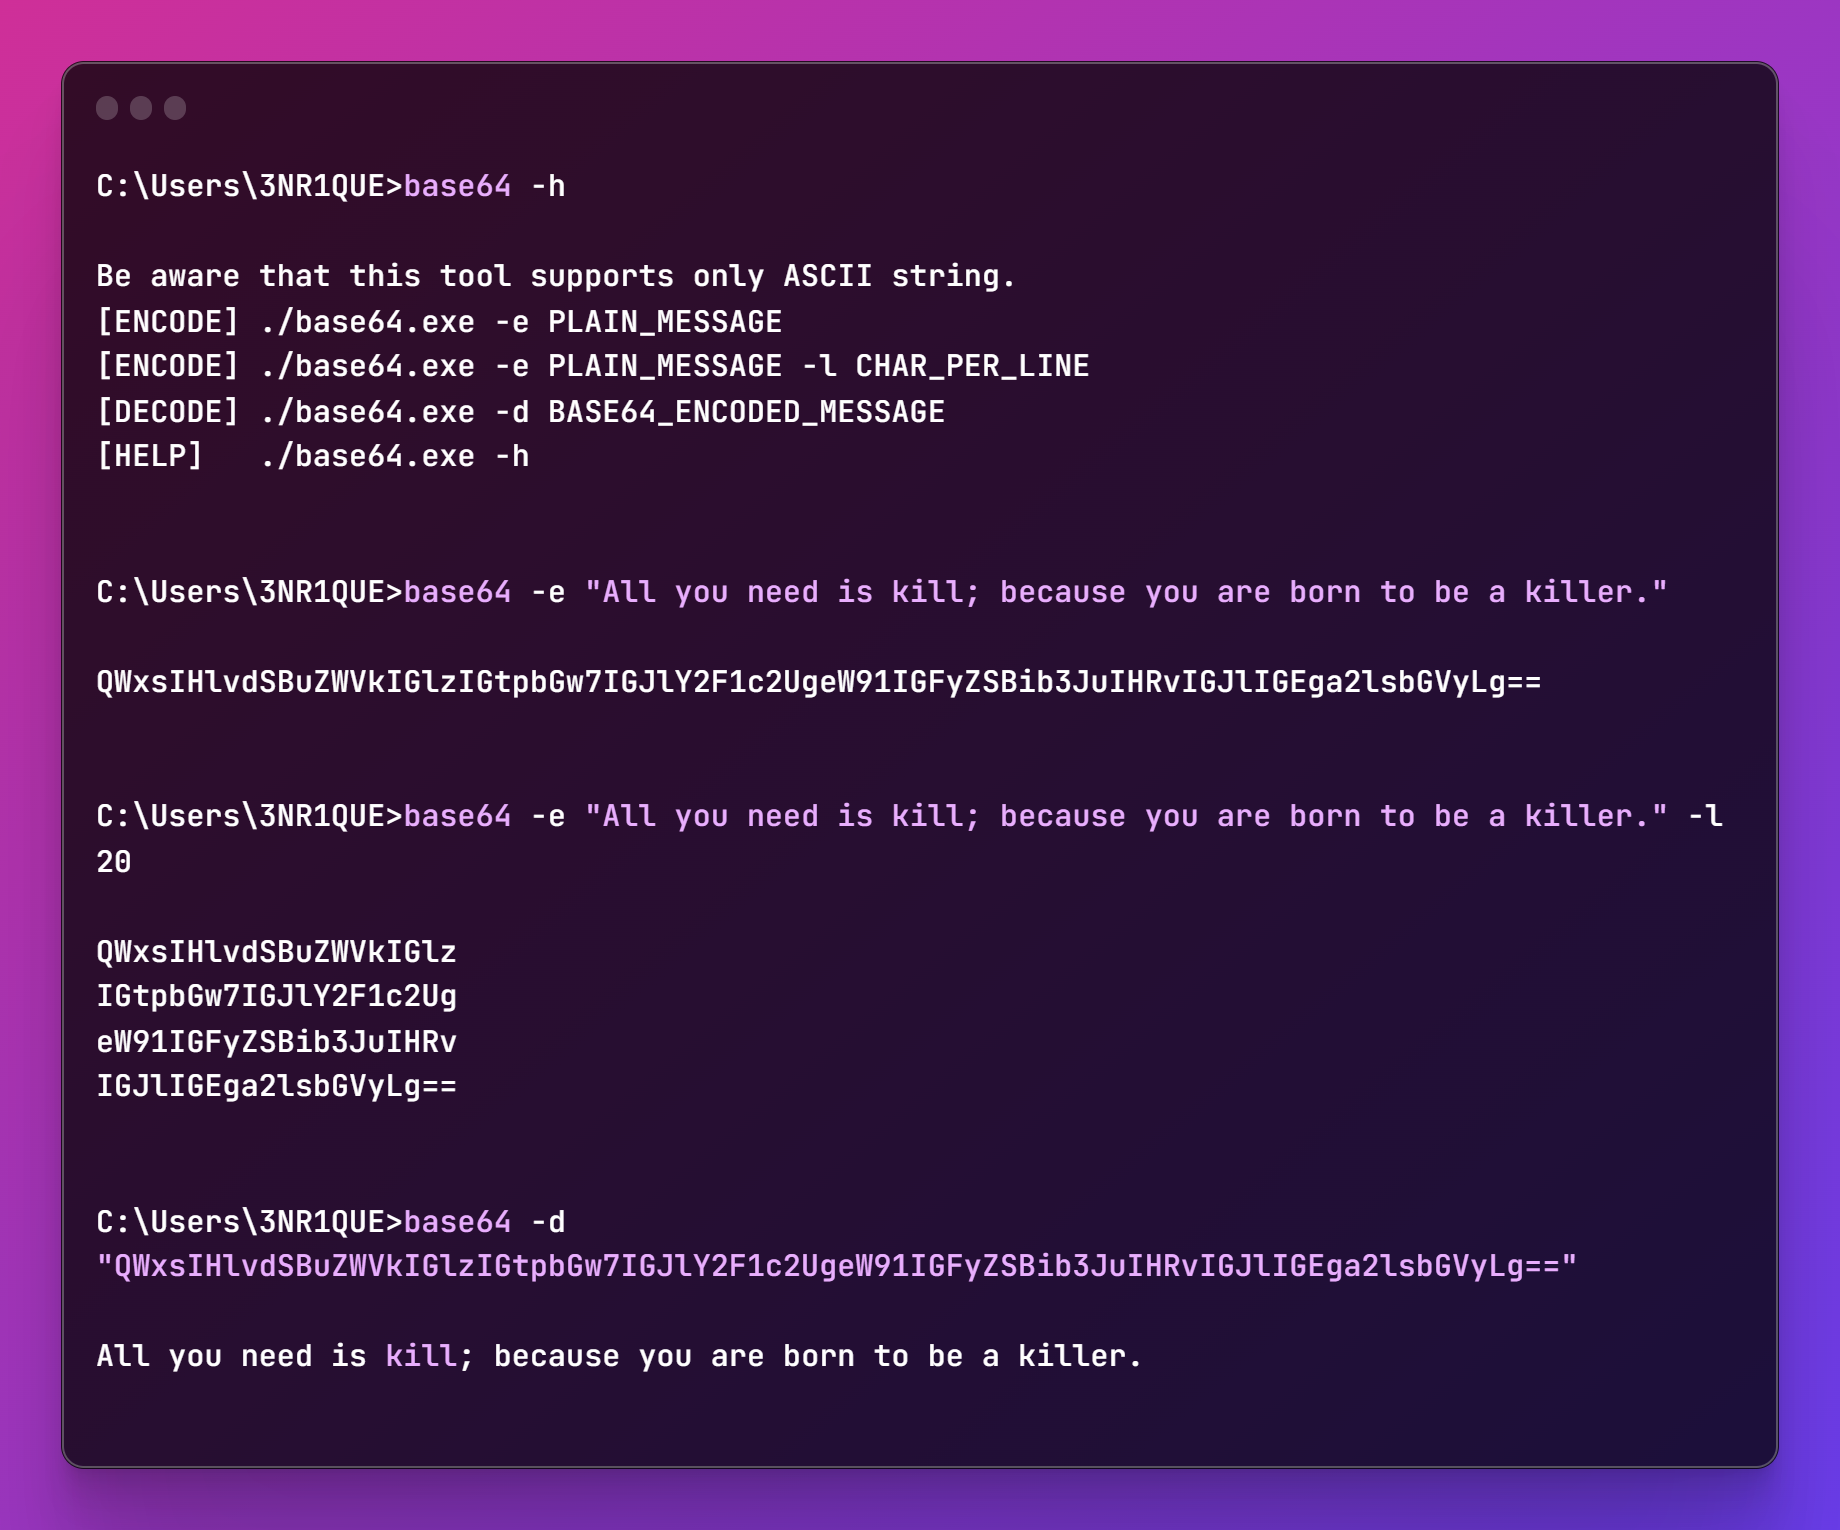 C:\Users\3NR1QUE>base64 -h
Be aware that this tool supports only ASCII string.
[ENCODE] ./base64.exe -e PLAIN_MESSAGE
[ENCODE] ./base64.exe -e PLAIN_MESSAGE -l CHAR_PER_LINE
[DECODE] ./base64.exe -d BASE64_ENCODED_MESSAGE
[HELP]   ./base64.exe -h
C:\Users\3NR1QUE>base64 -e "All you need is kill; because you are born to be a killer."
QWxsIHlvdSBuZWVkIGlzIGtpbGw7IGJlY2F1c2UgeW91IGFyZSBib3JuIHRvIGJlIGEga2lsbGVyLg==
C:\Users\3NR1QUE>base64 -e "All you need is kill; because you are born to be a killer." -l
20
QWxsIHlvdSBuZWVkIGlz
IGtpbGw7IGJlY2F1c2Ug
eW91IGFyZSBib3JuIHRv
IGJlIGEga2lsbGVyLg==
C:\Users\3NR1QUE>base64 -d
"QWxsIHlvdSBuZWVkIGlzIGtpbGw7IGJlY2F1c2UgeW91IGFyZSBib3JuIHRvIGJlIGEga2lsbGVyLg=="
All you need is kill; because you are born to be a killer.